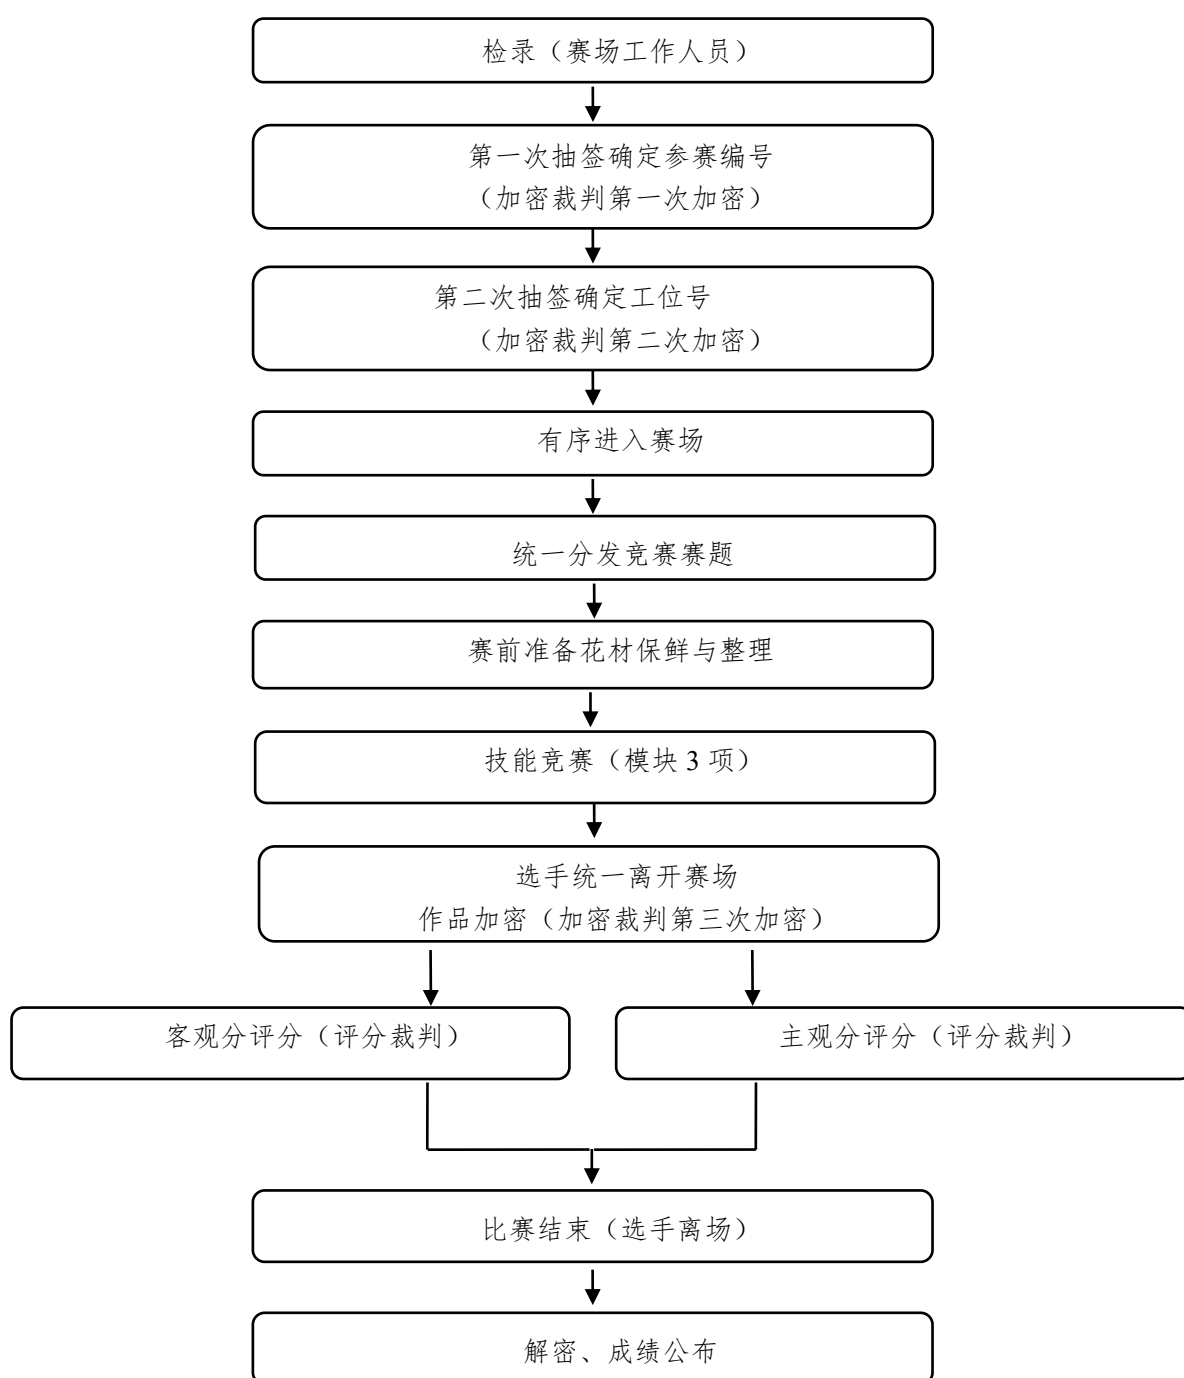 检录（赛场工作人员）
第一次抽签确定参赛编号
（加密裁判第一次加密）
第二次抽签确定工位号
（加密裁判第二次加密）
有序进入赛场
统一分发竞赛赛题
赛前准备花材保鲜与整理
技能竞赛（模块 3 项）
选手统一离开赛场
作品加密（加密裁判第三次加密）
客观分评分（评分裁判）
主观分评分（评分裁判）
比赛结束（选手离场）
解密、成绩公布